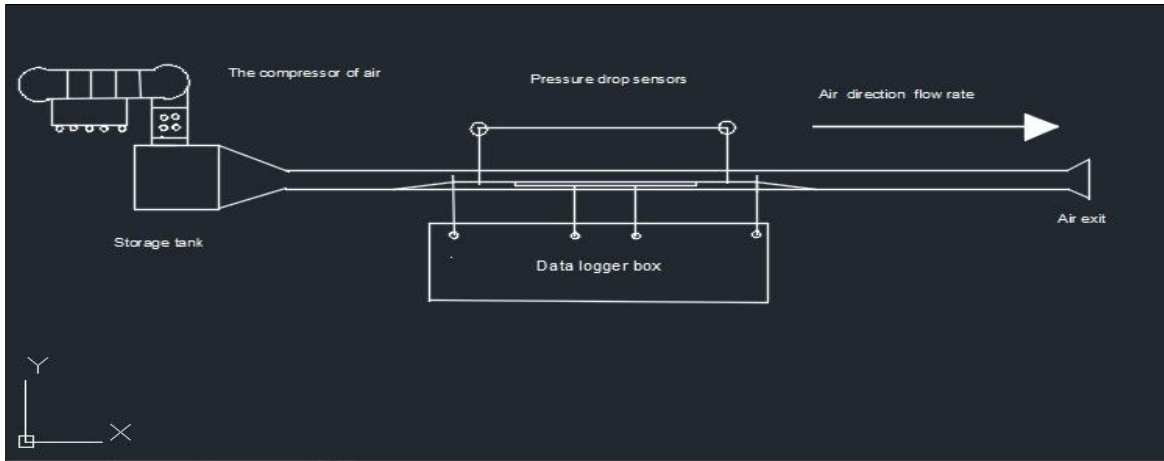 The compressor of air
Pressure drop sensors
Air direction flow rate
Storage tank
Air exit
Data logger box
Y
X